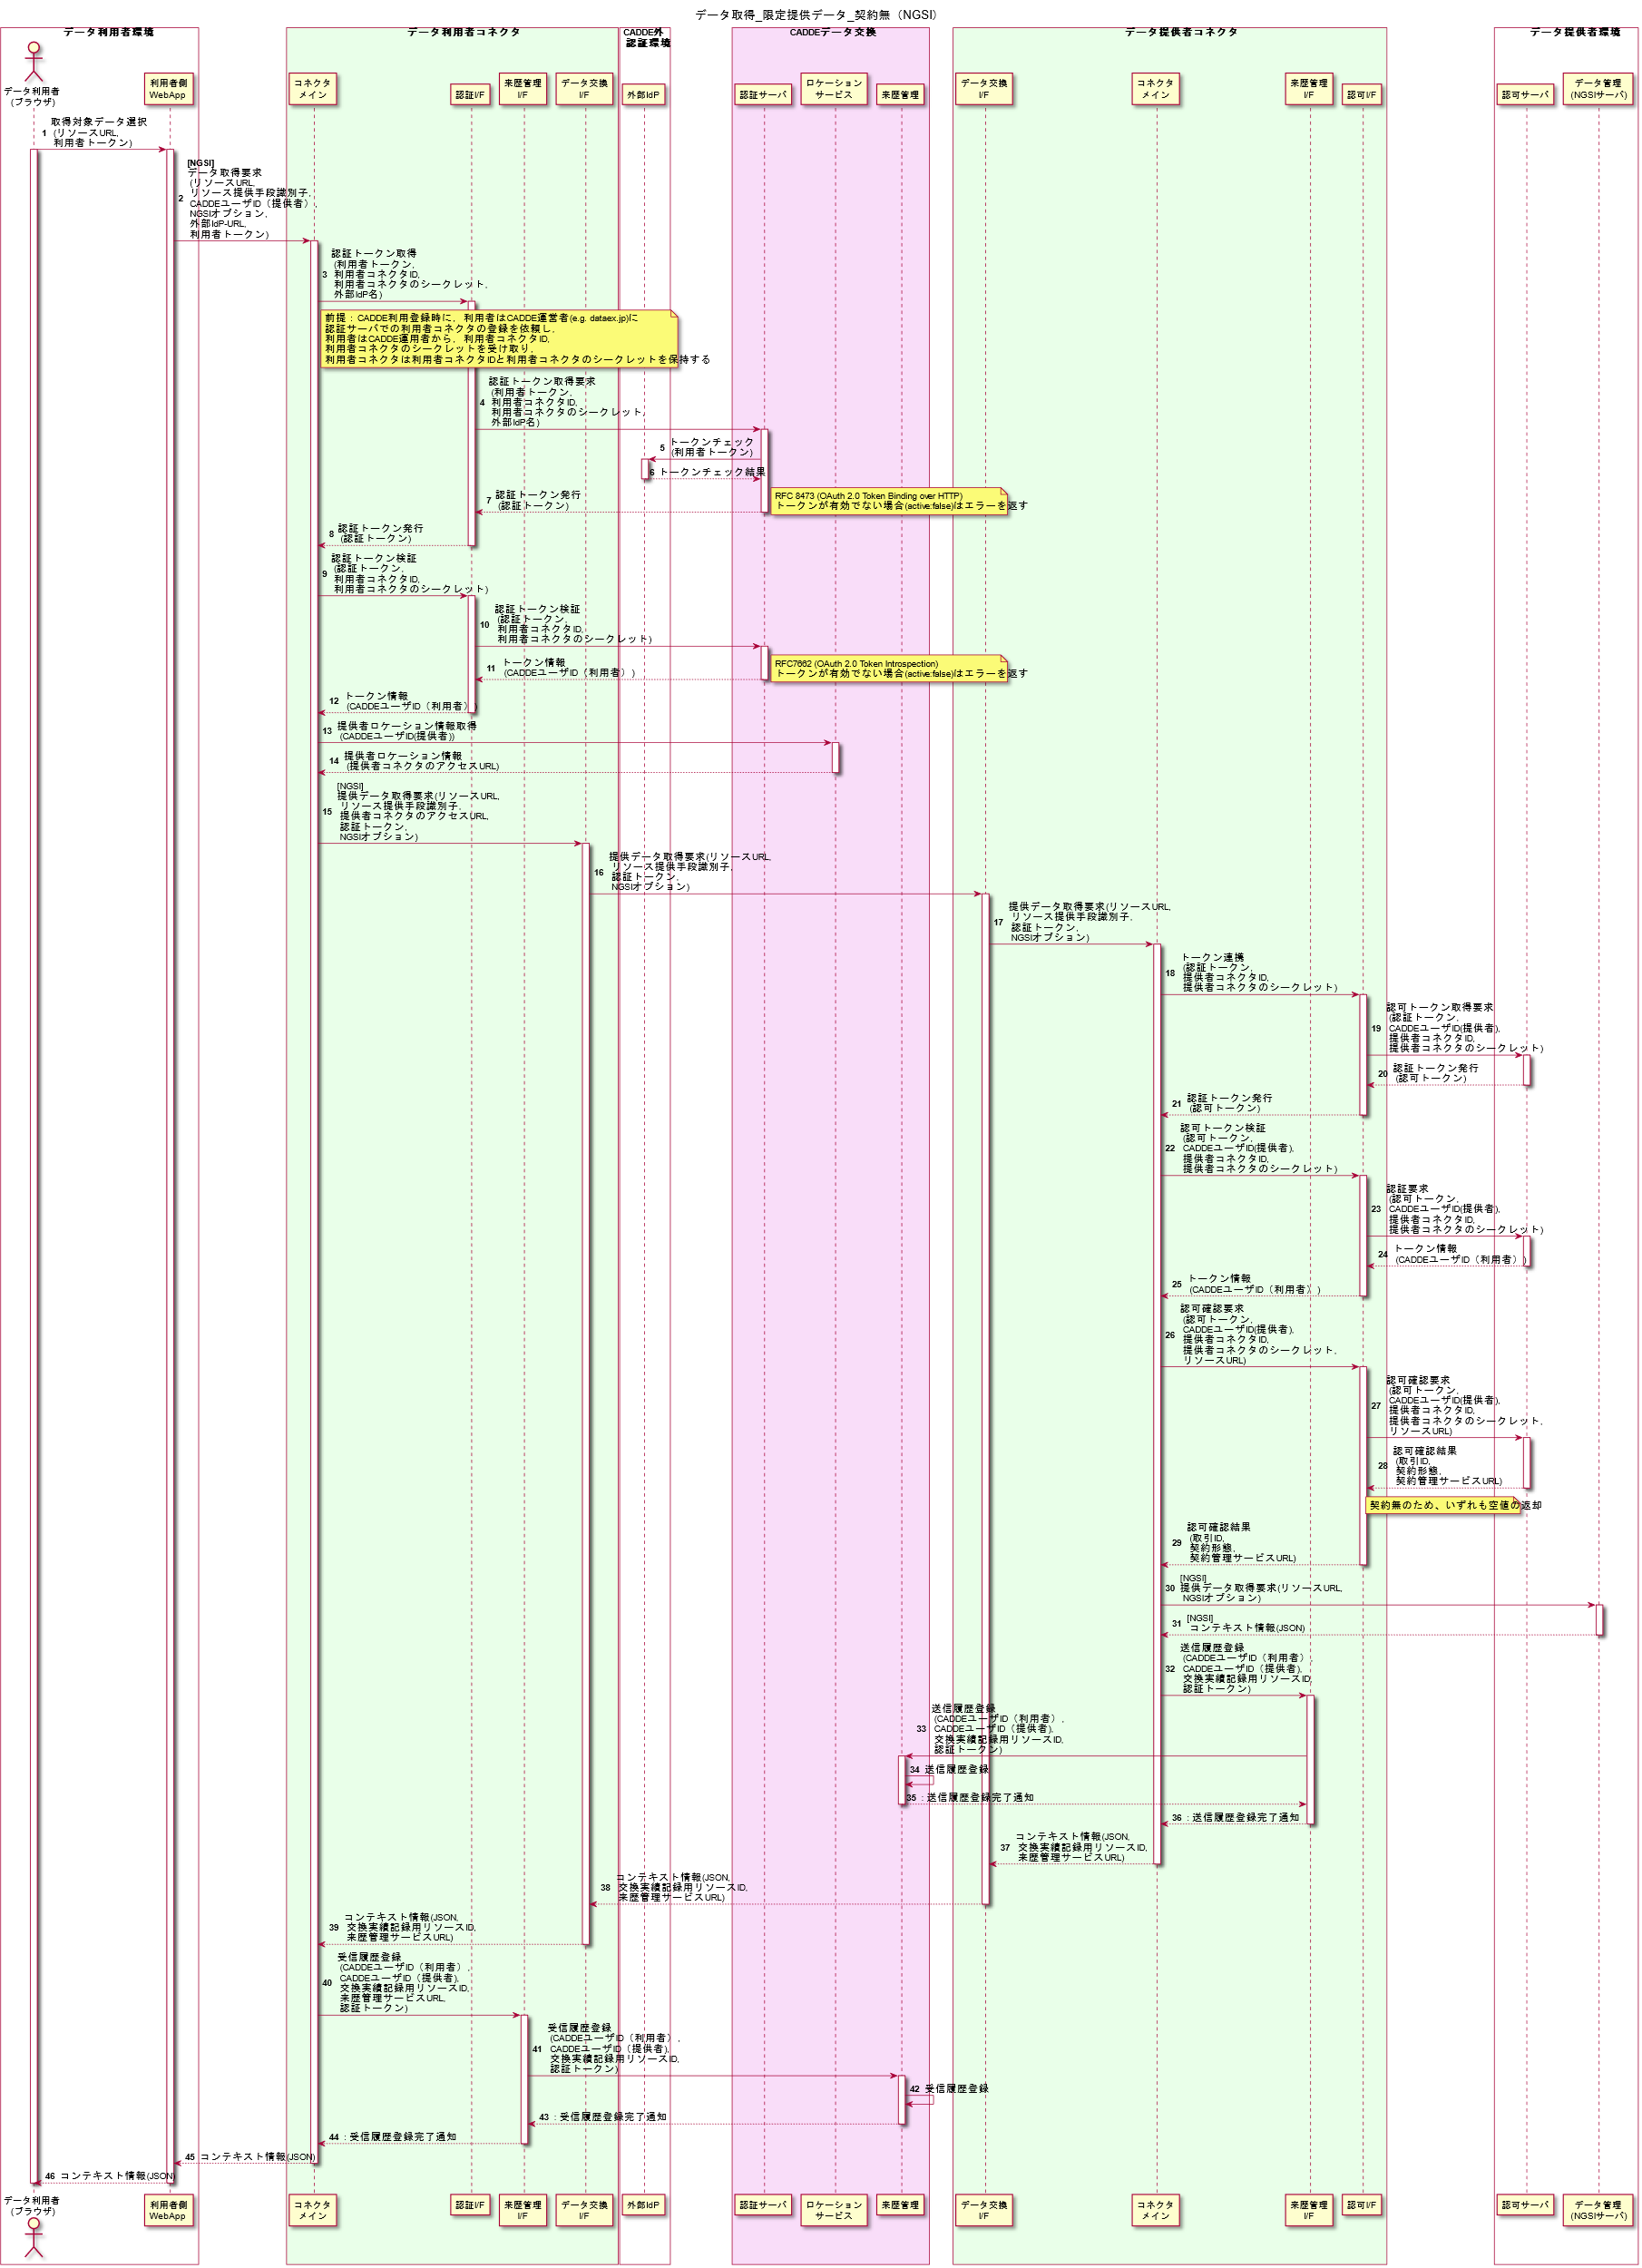 データ取得_限定提供データ_契約無（NGSI）
データ利用者環境
データ利用者コネクタ
CADDE外
認証環境
CADDEデータ交換
データ提供者コネクタ
データ提供者環境
データ利用者
(ブラウザ)
利用者側
WebApp
コネクタ
メイン
認証I/F
来歴管理
I/F
データ交換
I/F
外部IdP
認証サーバ
ロケーション
サービス
来歴管理
データ交換
I/F
コネクタ
メイン
来歴管理
I/F
認可I/F
認可サーバ
データ管理
(NGSIサーバ)
1 取得対象データ選択
(リソースURL,
利用者トークン)
2 [NGSI]
データ取得要求
(リソースURL,
リソース提供手段識別子,
CADDEユーザID（提供者）,
NGSIオプション,
外部IdP-URL,
利用者トークン)
3 認証トークン取得
(利用者トークン,
利用者コネクタID,
利用者コネクタのシークレット,
外部IdP名)
前提：CADDE利用登録時に、利用者はCADDE運営者(e.g. dataex.jp)に
認証サーバでの利用者コネクタの登録を依頼し、
利用者はCADDE運用者から、利用者コネクタID,
利用者コネクタのシークレットを受け取り、
利用者コネクタは利用者コネクタIDと利用者コネクタのシークレットを保持する
4 認証トークン取得要求
(利用者トークン,
利用者コネクタID,
利用者コネクタのシークレット,
外部IdP名)
5 トークンチェック
(利用者トークン)
6 トークンチェック結果
RFC 8473 (OAuth 2.0 Token Binding over HTTP)
トークンが有効でない場合(active:false)はエラーを返す
7 認証トークン発行
(認証トークン)
8 認証トークン発行
(認証トークン)
9 認証トークン検証
(認証トークン,
利用者コネクタID,
利用者コネクタのシークレット)
10 認証トークン検証
(認証トークン,
利用者コネクタID,
利用者コネクタのシークレット)
RFC7662 (OAuth 2.0 Token Introspection)
トークンが有効でない場合(active:false)はエラーを返す
11 トークン情報
(CADDEユーザID（利用者）)
12 トークン情報
(CADDEユーザID（利用者）)
13 提供者ロケーション情報取得
(CADDEユーザID(提供者))
14 提供者ロケーション情報
(提供者コネクタのアクセスURL)
15 [NGSI]
提供データ取得要求(リソースURL,
リソース提供手段識別子,
提供者コネクタのアクセスURL,
認証トークン,
NGSIオプション)
16 提供データ取得要求(リソースURL,
リソース提供手段識別子,
認証トークン,
NGSIオプション)
17 提供データ取得要求(リソースURL,
リソース提供手段識別子,
認証トークン,
NGSIオプション)
18 トークン連携
(認証トークン,
提供者コネクタID,
提供者コネクタのシークレット)
19 認可トークン取得要求
(認証トークン,
CADDEユーザID(提供者),
提供者コネクタID,
提供者コネクタのシークレット)
20 認証トークン発行
(認可トークン)
21 認証トークン発行
(認可トークン)
22 認可トークン検証
(認可トークン,
CADDEユーザID(提供者),
提供者コネクタID,
提供者コネクタのシークレット)
23 認証要求
(認可トークン,
CADDEユーザID(提供者),
提供者コネクタID,
提供者コネクタのシークレット)
24 トークン情報
(CADDEユーザID（利用者）)
25 トークン情報
(CADDEユーザID（利用者）)
26 認可確認要求
(認可トークン,
CADDEユーザID(提供者),
提供者コネクタID,
提供者コネクタのシークレット,
リソースURL)
27 認可確認要求
(認可トークン,
CADDEユーザID(提供者),
提供者コネクタID,
提供者コネクタのシークレット,
リソースURL)
28 認可確認結果
(取引ID,
契約形態,
契約管理サービスURL)
契約無のため、いずれも空値の返却
29 認可確認結果
(取引ID,
契約形態,
契約管理サービスURL)
30 [NGSI]
提供データ取得要求(リソースURL,
NGSIオプション)
31 [NGSI]
コンテキスト情報(JSON)
32 送信履歴登録
(CADDEユーザID（利用者）
CADDEユーザID（提供者),
交換実績記録用リソースID,
認証トークン)
33 送信履歴登録
(CADDEユーザID（利用者）,
CADDEユーザID（提供者),
交換実績記録用リソースID,
認証トークン)
34 送信履歴登録
35 : 送信履歴登録完了通知
36 : 送信履歴登録完了通知
37 コンテキスト情報(JSON,
交換実績記録用リソースID,
来歴管理サービスURL)
38 コンテキスト情報(JSON,
交換実績記録用リソースID,
来歴管理サービスURL)
39 コンテキスト情報(JSON,
交換実績記録用リソースID,
来歴管理サービスURL)
40 受信履歴登録
(CADDEユーザID（利用者）,
CADDEユーザID（提供者),
交換実績記録用リソースID,
来歴管理サービスURL,
認証トークン)
41 受信履歴登録
(CADDEユーザID（利用者）,
CADDEユーザID（提供者),
交換実績記録用リソースID,
認証トークン)
42 受信履歴登録
43 : 受信履歴登録完了通知
44 : 受信履歴登録完了通知
45 コンテキスト情報(JSON)
46 コンテキスト情報(JSON)
データ利用者
(ブラウザ)
利用者側
WebApp
コネクタ
メイン
認証I/F
来歴管理
I/F
データ交換
I/F
外部IdP
認証サーバ
ロケーション
サービス
来歴管理
データ交換
I/F
コネクタ
メイン
来歴管理
I/F
認可I/F
認可サーバ
データ管理
(NGSIサーバ)